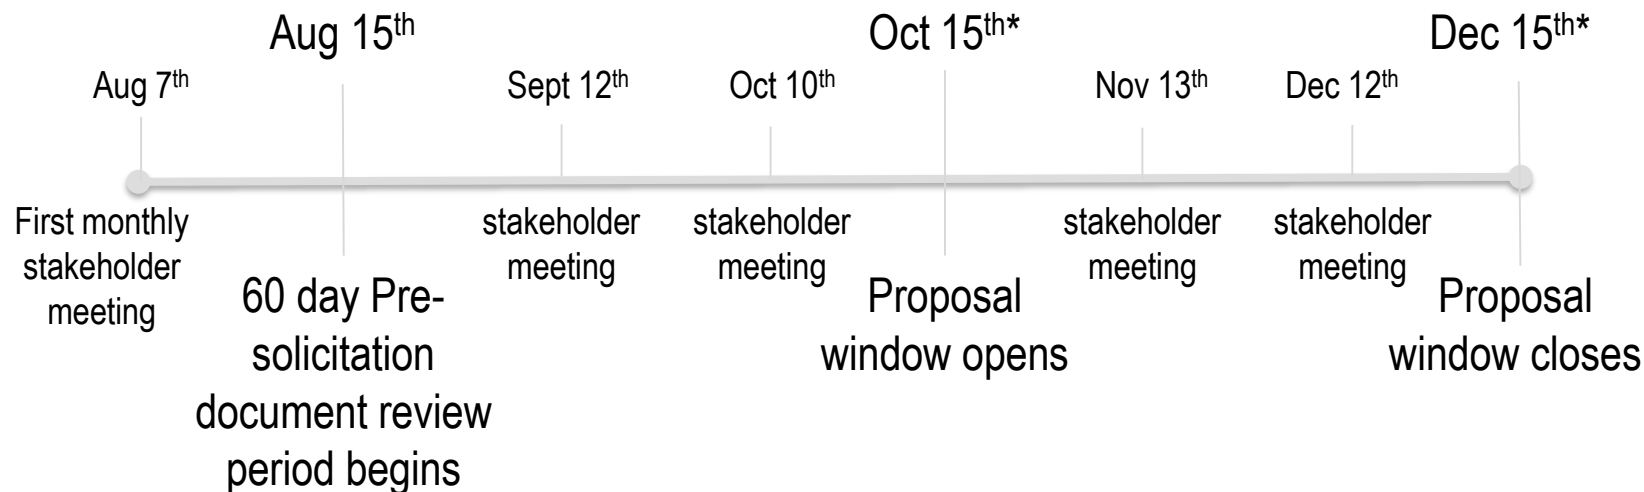 Aug 15th
Oct 15th*
Dec 15th*
Aug 7th
Sept 12th
Oct 10th
Nov 13th
Dec 12th
First monthly
stakeholder
meeting
60 day Pre-
solicitation
document review
period begins
stakeholder
meeting
stakeholder
meeting
Proposal
window opens
stakeholder
meeting
stakeholder
meeting
Proposal
window closes